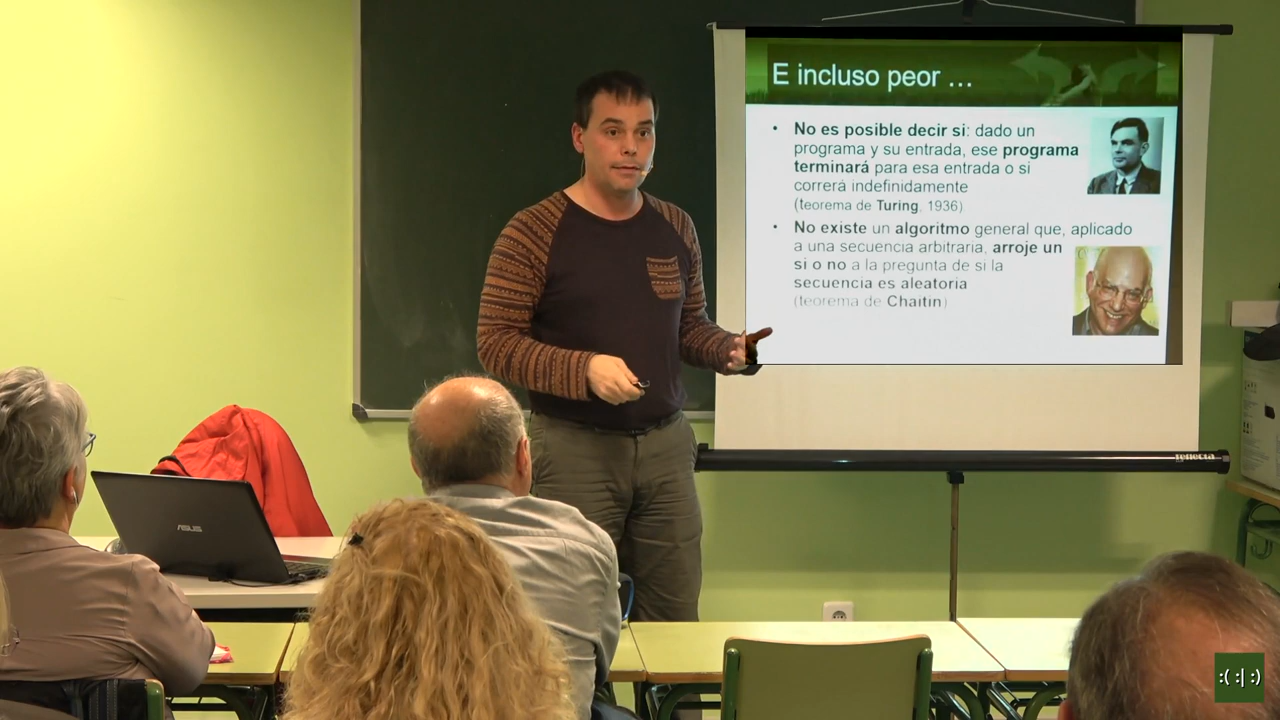 E incluso peor ...
• No es posible decir si: dado un
programa y su entrada, ese programa
terminará para esa entrada o si
correrá indefinidamente
(teorema de Turing, 1936)
• No existe un algoritmo general que, aplicado
a una secuencia arbitraria, arroje un
si o no a la pregunta de si la
secuencia es aleatoria
(teorema de Chaitin)
ASUS
reflecta
:( :| :)